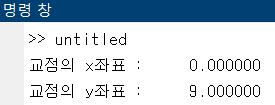 명령 창
>> untitled
교점의 x좌표 : 0.000000
교점의 y좌표 : 9.000000